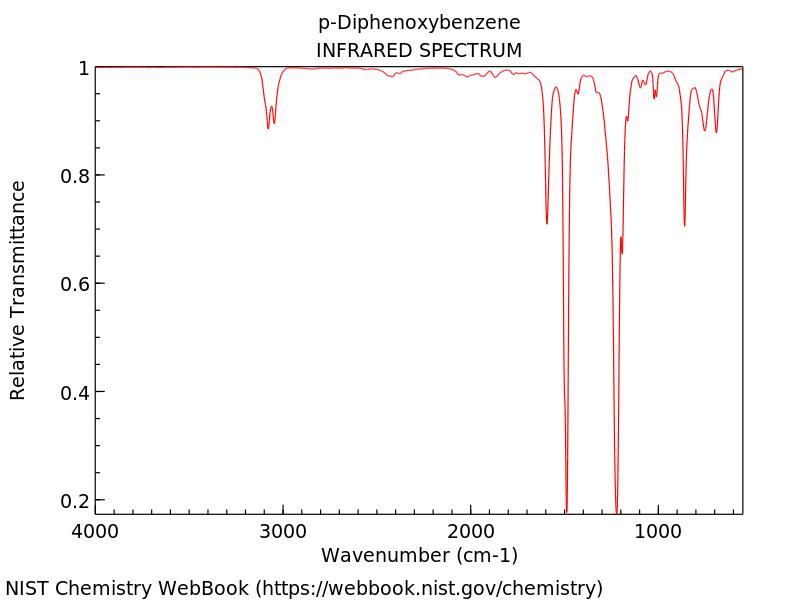 p-Diphenoxybenzene
INFRARED SPECTRUM
1
0.8
0.6
0.4
0.2
Relative Transmittance
4000 3000 2000 1000
Wavenumber (cm-1)
NIST Chemistry WebBook (https://webbook.nist.gov/chemistry)